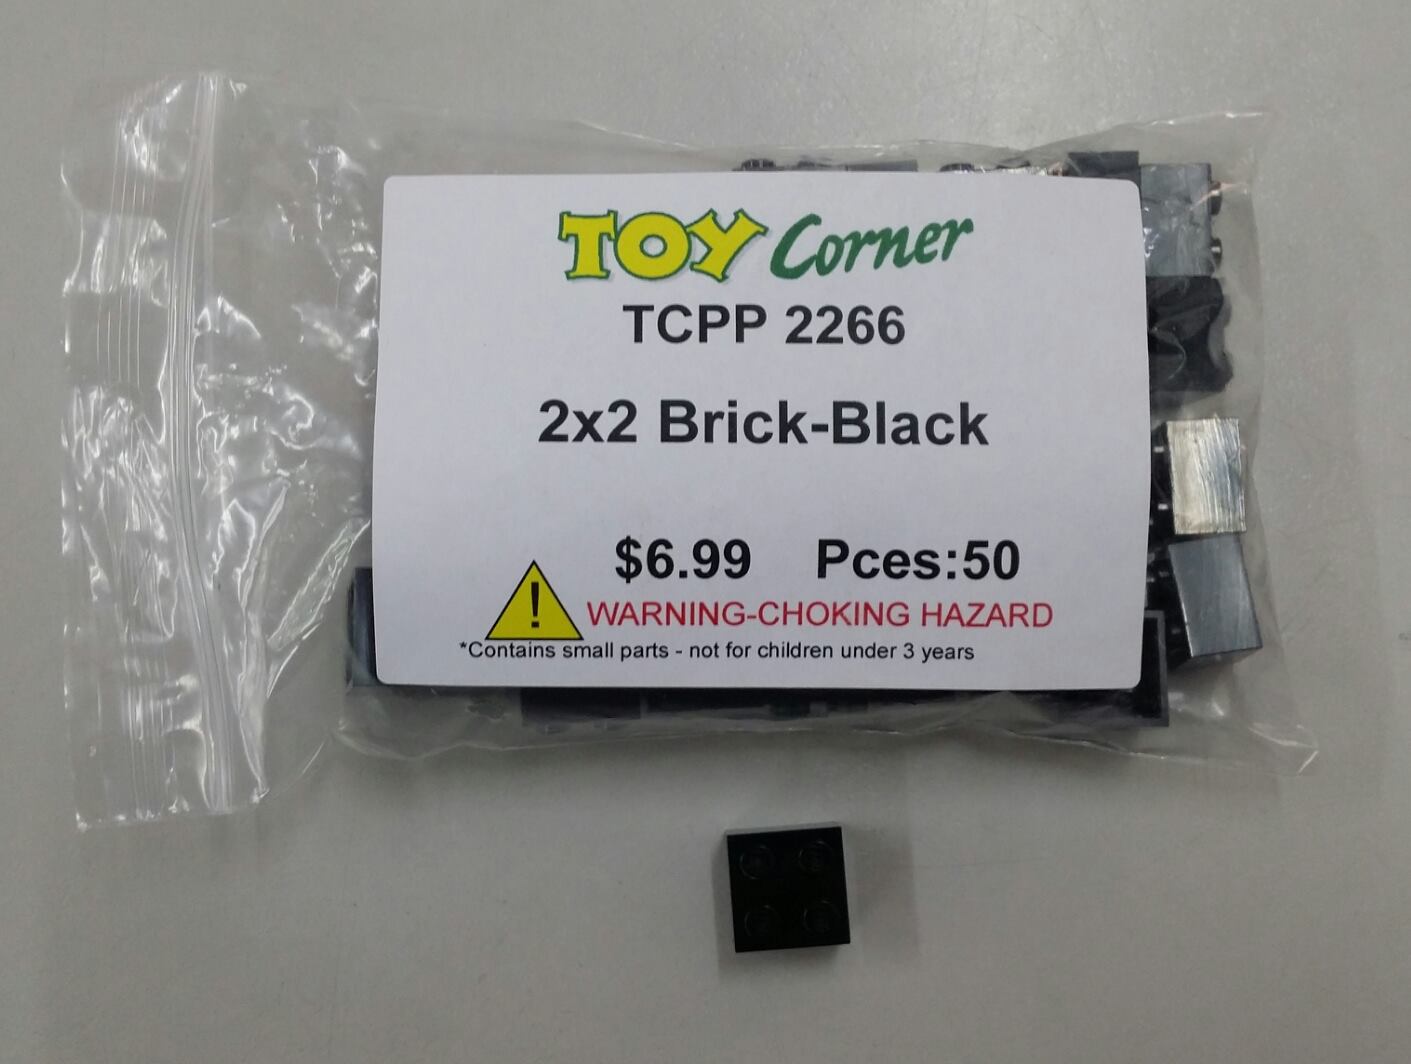 TOY Corner
TCPP 2266
2x2 Brick-Black
$6.99 Pces:50
! WARNING-CHOKING HAZARD
*Contains small parts - not for children under 3 years